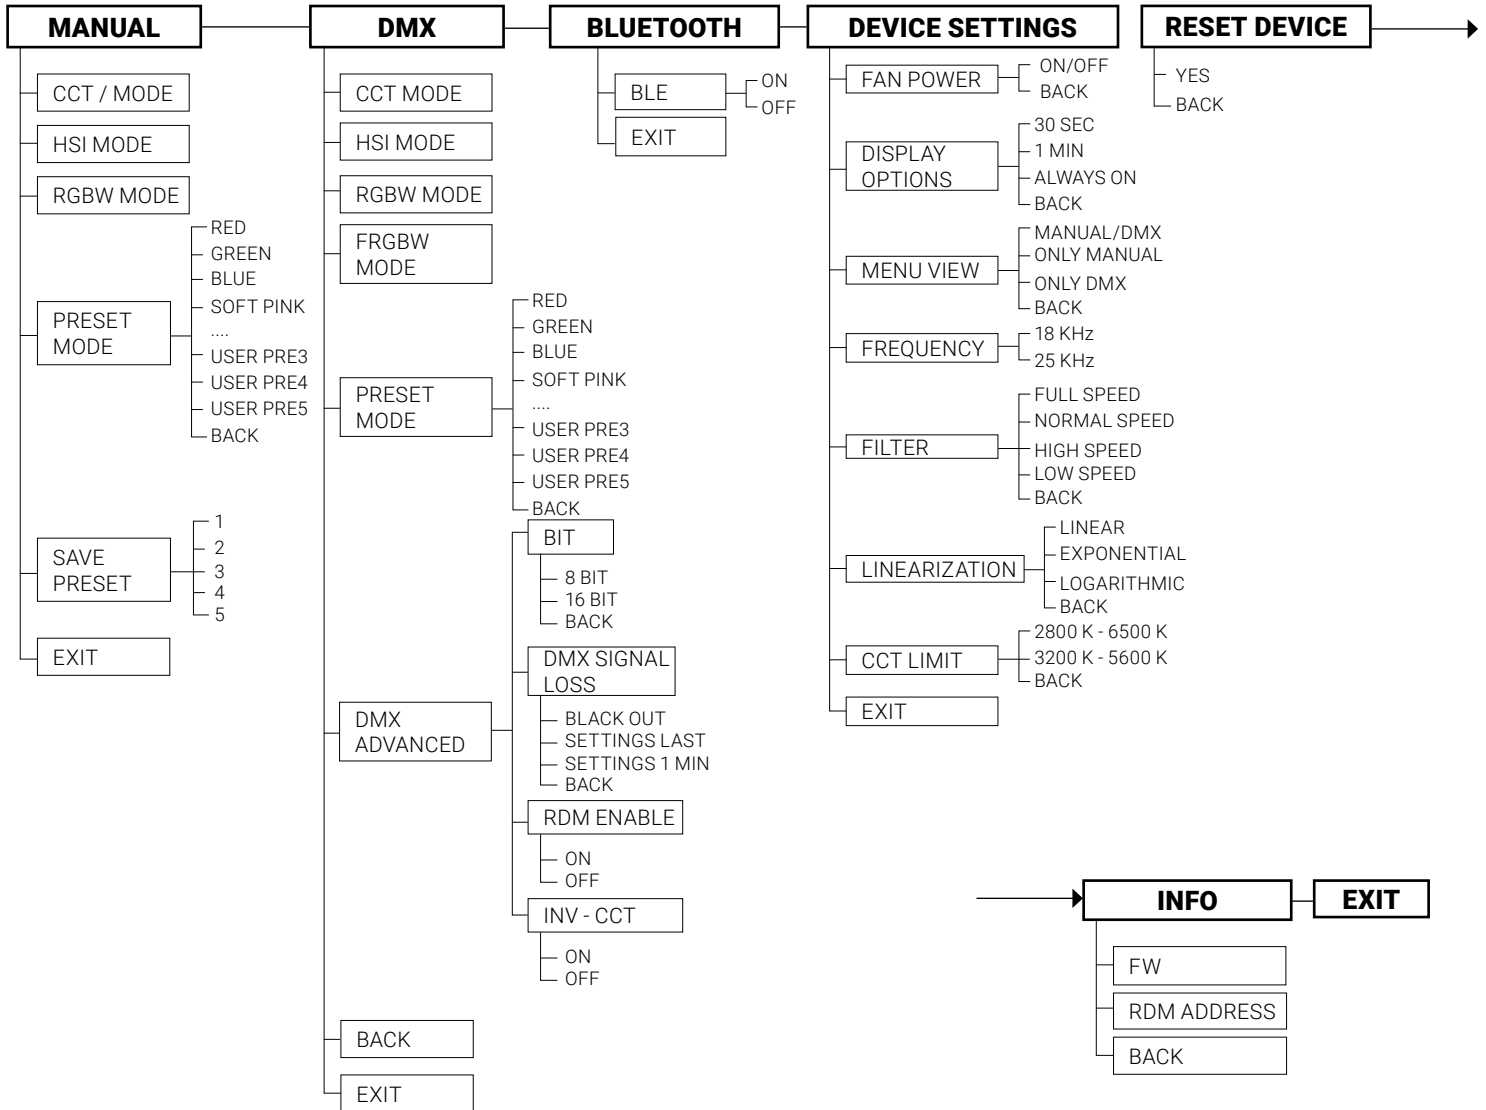 MANUAL
CCT / MODE
HSI MODE
RGBW MODE
PRESET
MODE
RED
GREEN
BLUE
SOFT PINK
....
USER PRE3
USER PRE4
USER PRE5
BACK
SAVE
PRESET
1
2
3
4
5
EXIT
DMX
CCT MODE
HSI MODE
RGBW MODE
FRGBW
MODE
PRESET
MODE
RED
GREEN
BLUE
SOFT PINK
....
USER PRE3
USER PRE4
USER PRE5
BACK
DMX
ADVANCED
BIT
8 BIT
16 BIT
BACK
DMX SIGNAL
LOSS
BLACK OUT
SETTINGS LAST
SETTINGS 1 MIN
BACK
RDM ENABLE
ON
OFF
INV - CCT
ON
OFF
BACK
EXIT
BLUETOOTH
BLE
ON
OFF
EXIT
DEVICE SETTINGS
FAN POWER
ON/OFF
BACK
DISPLAY
OPTIONS
30 SEC
1 MIN
ALWAYS ON
BACK
MENU VIEW
MANUAL/DMX
ONLY MANUAL
ONLY DMX
BACK
FREQUENCY
18 KHz
25 KHz
FILTER
FULL SPEED
NORMAL SPEED
HIGH SPEED
LOW SPEED
BACK
LINEARIZATION
LINEAR
EXPONENTIAL
LOGARITHMIC
BACK
CCT LIMIT
2800 K - 6500 K
3200 K - 5600 K
BACK
EXIT
RESET DEVICE
YES
BACK
INFO
FW
RDM ADDRESS
BACK
EXIT